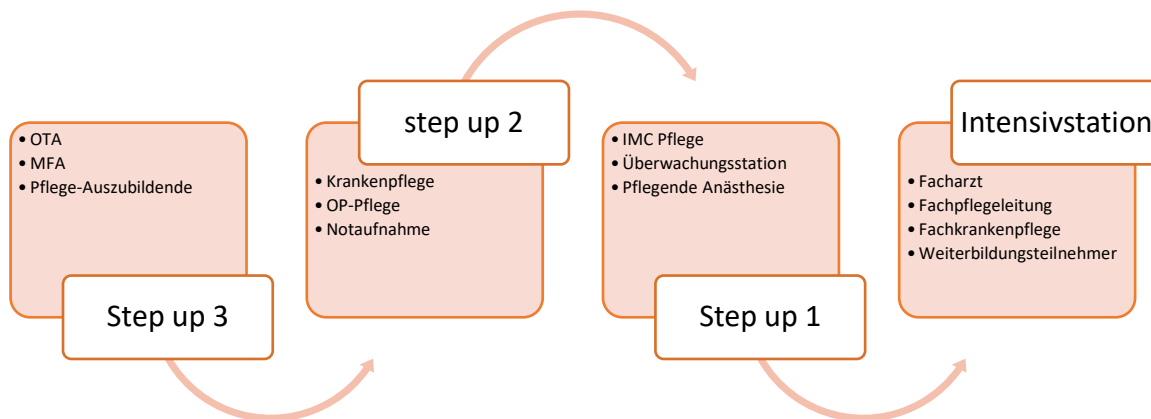 • OTA
• MFA
• Pflege-Auszubildende
Step up 3
step up 2
• Krankenpflege
• OP-Pflege
• Notaufnahme
• IMC Pflege
• Überwachungsstation
• Pflegende Anästhesie
Step up 1
Intensivstation
• Facharzt
• Fachpflegeleitung
• Fachkrankenpflege
• Weiterbildungsteilnehmer